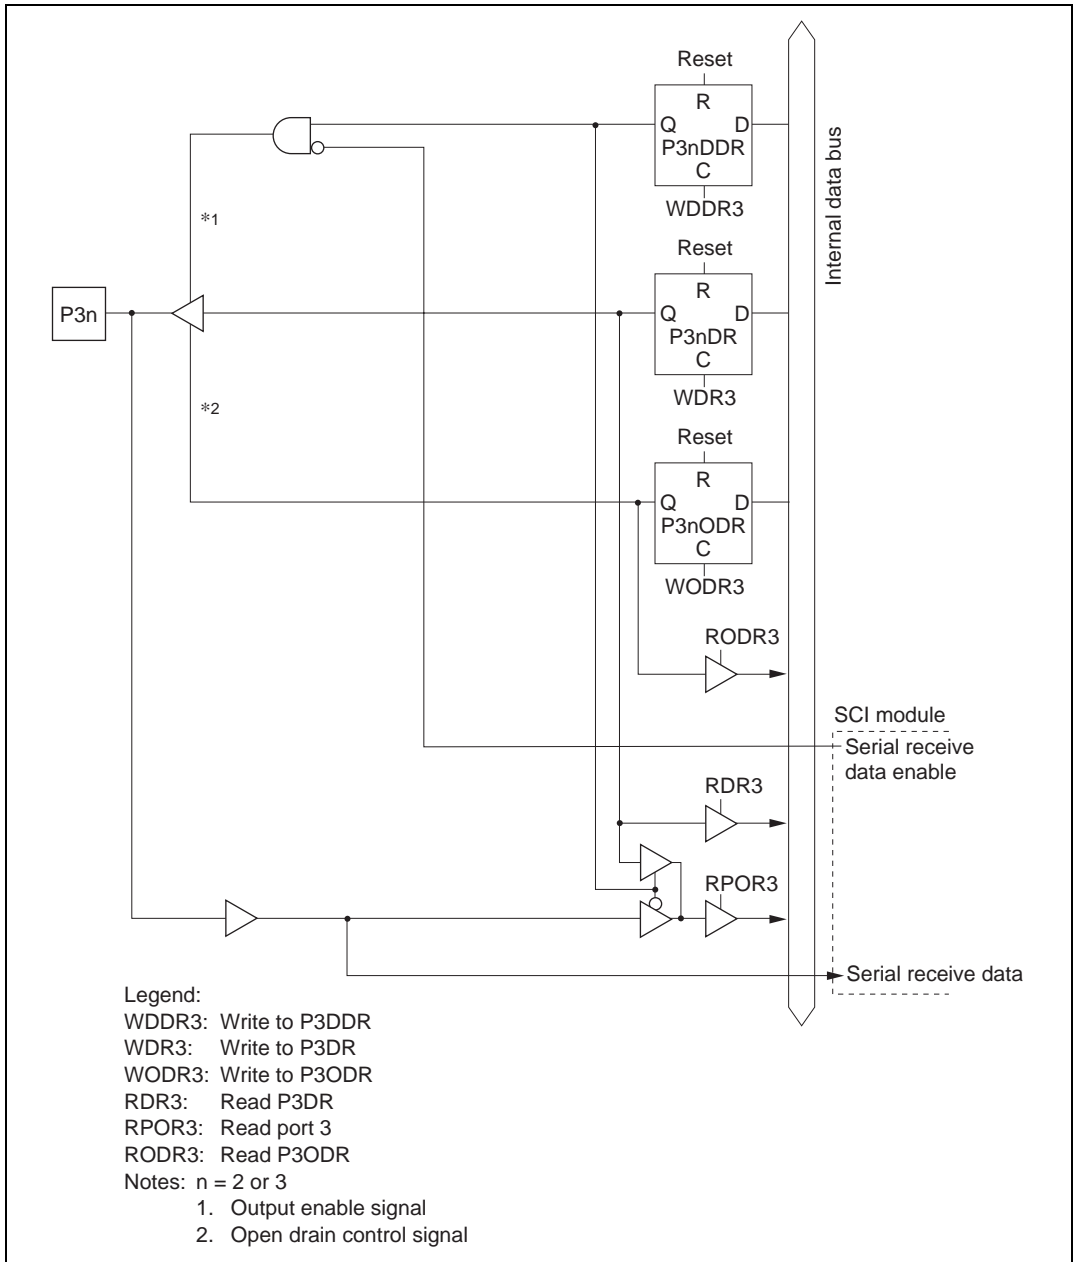 Reset
R
Q D
P3nDDR
C
WDDR3
Internal data bus
*1
Reset
R
P3n
Q D
P3nDR
C
WDR3
*2
Reset
R
Q D
P3nODR
C
WODR3
RODR3
SCI module
Serial receive
data enable
RDR3
RPOR3
Serial receive data
Legend:
WDDR3: Write to P3DDR
WDR3: Write to P3DR
WODR3: Write to P3ODR
RDR3: Read P3DR
RPOR3: Read port 3
RODR3: Read P3ODR
Notes: n = 2 or 3
1. Output enable signal
2. Open drain control signal